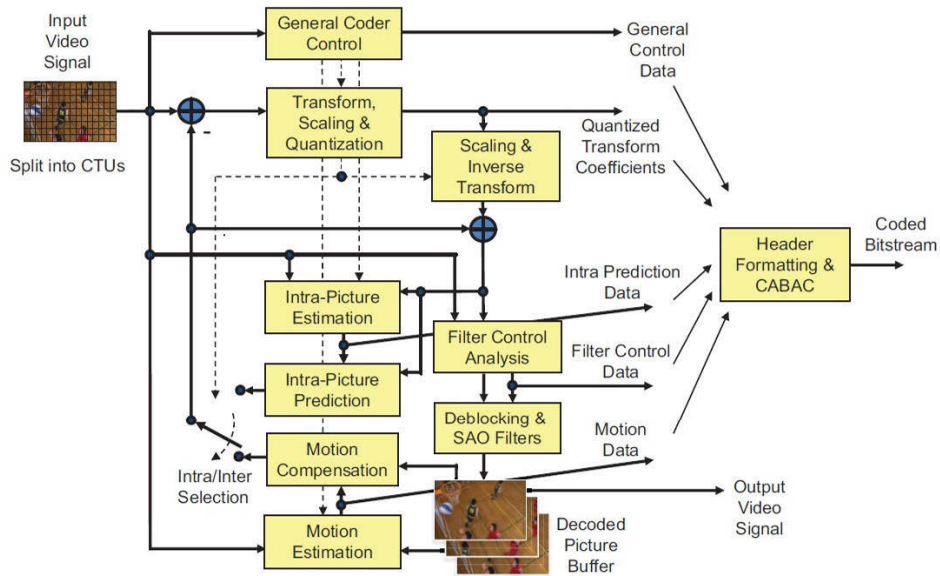 Input
Video
Signal
Split into CTUs
General Coder
Control
General
Control
Data
Transform,
Scaling &
Quantization
-
Quantized
Transform
Coefficients
Scaling &
Inverse
Transform
Coded
Bitstream
Header
Formatting &
CABAC
Intra Prediction
Data
Intra-Picture
Estimation
Filter Control
Analysis
Filter Control
Data
Intra-Picture
Prediction
Deblocking &
SAO Filters
Motion
Data
Motion
Compensation
Intra/Inter
Selection
Output
Video
Signal
Motion
Estimation
Decoded
Picture
Buffer